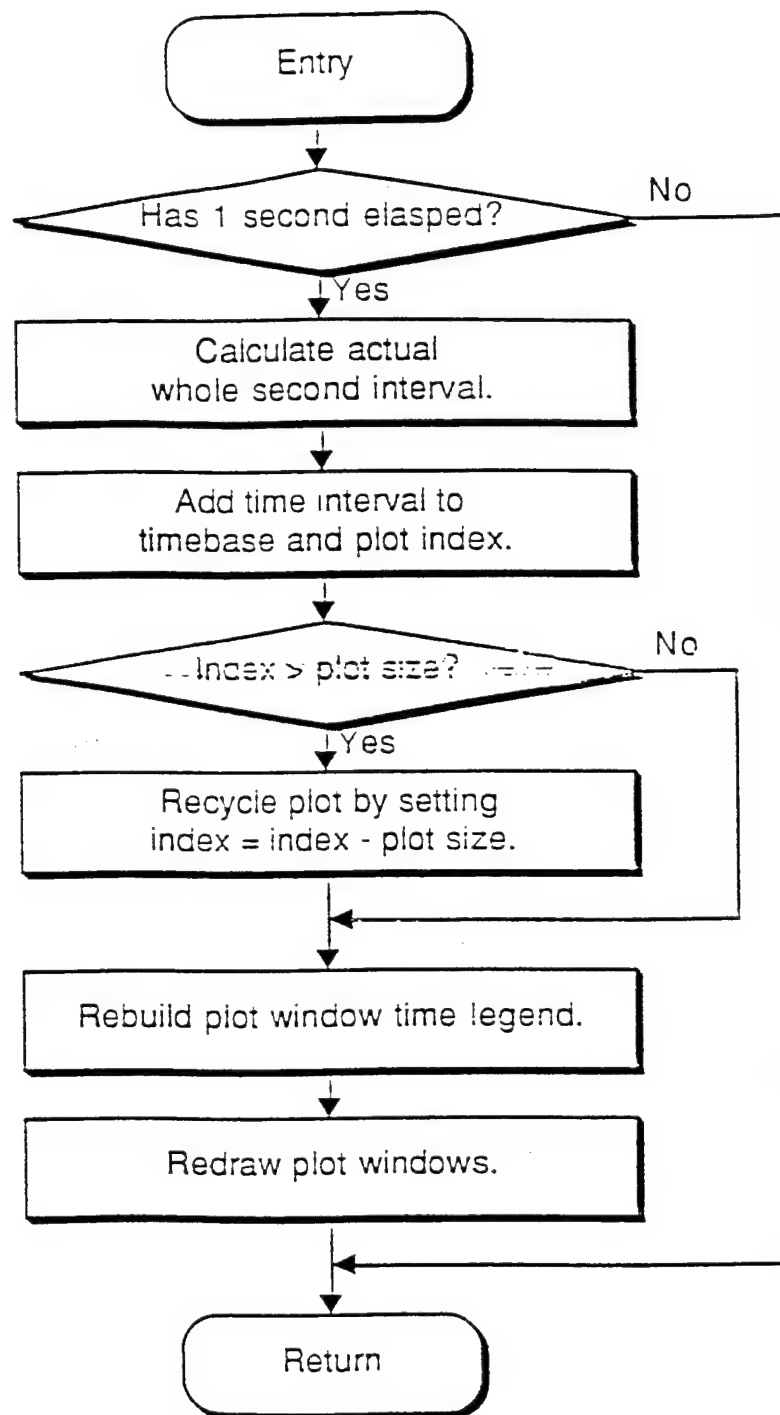 Entry
Has 1 second elasped?
No
Yes
Calculate actual
whole second interval.
Add time interval to
timebase and plot index.
Index > plot size?
No
Yes
Recycle plot by setting
index = index - plot size.
Rebuild plot window time legend.
Redraw plot windows.
Return